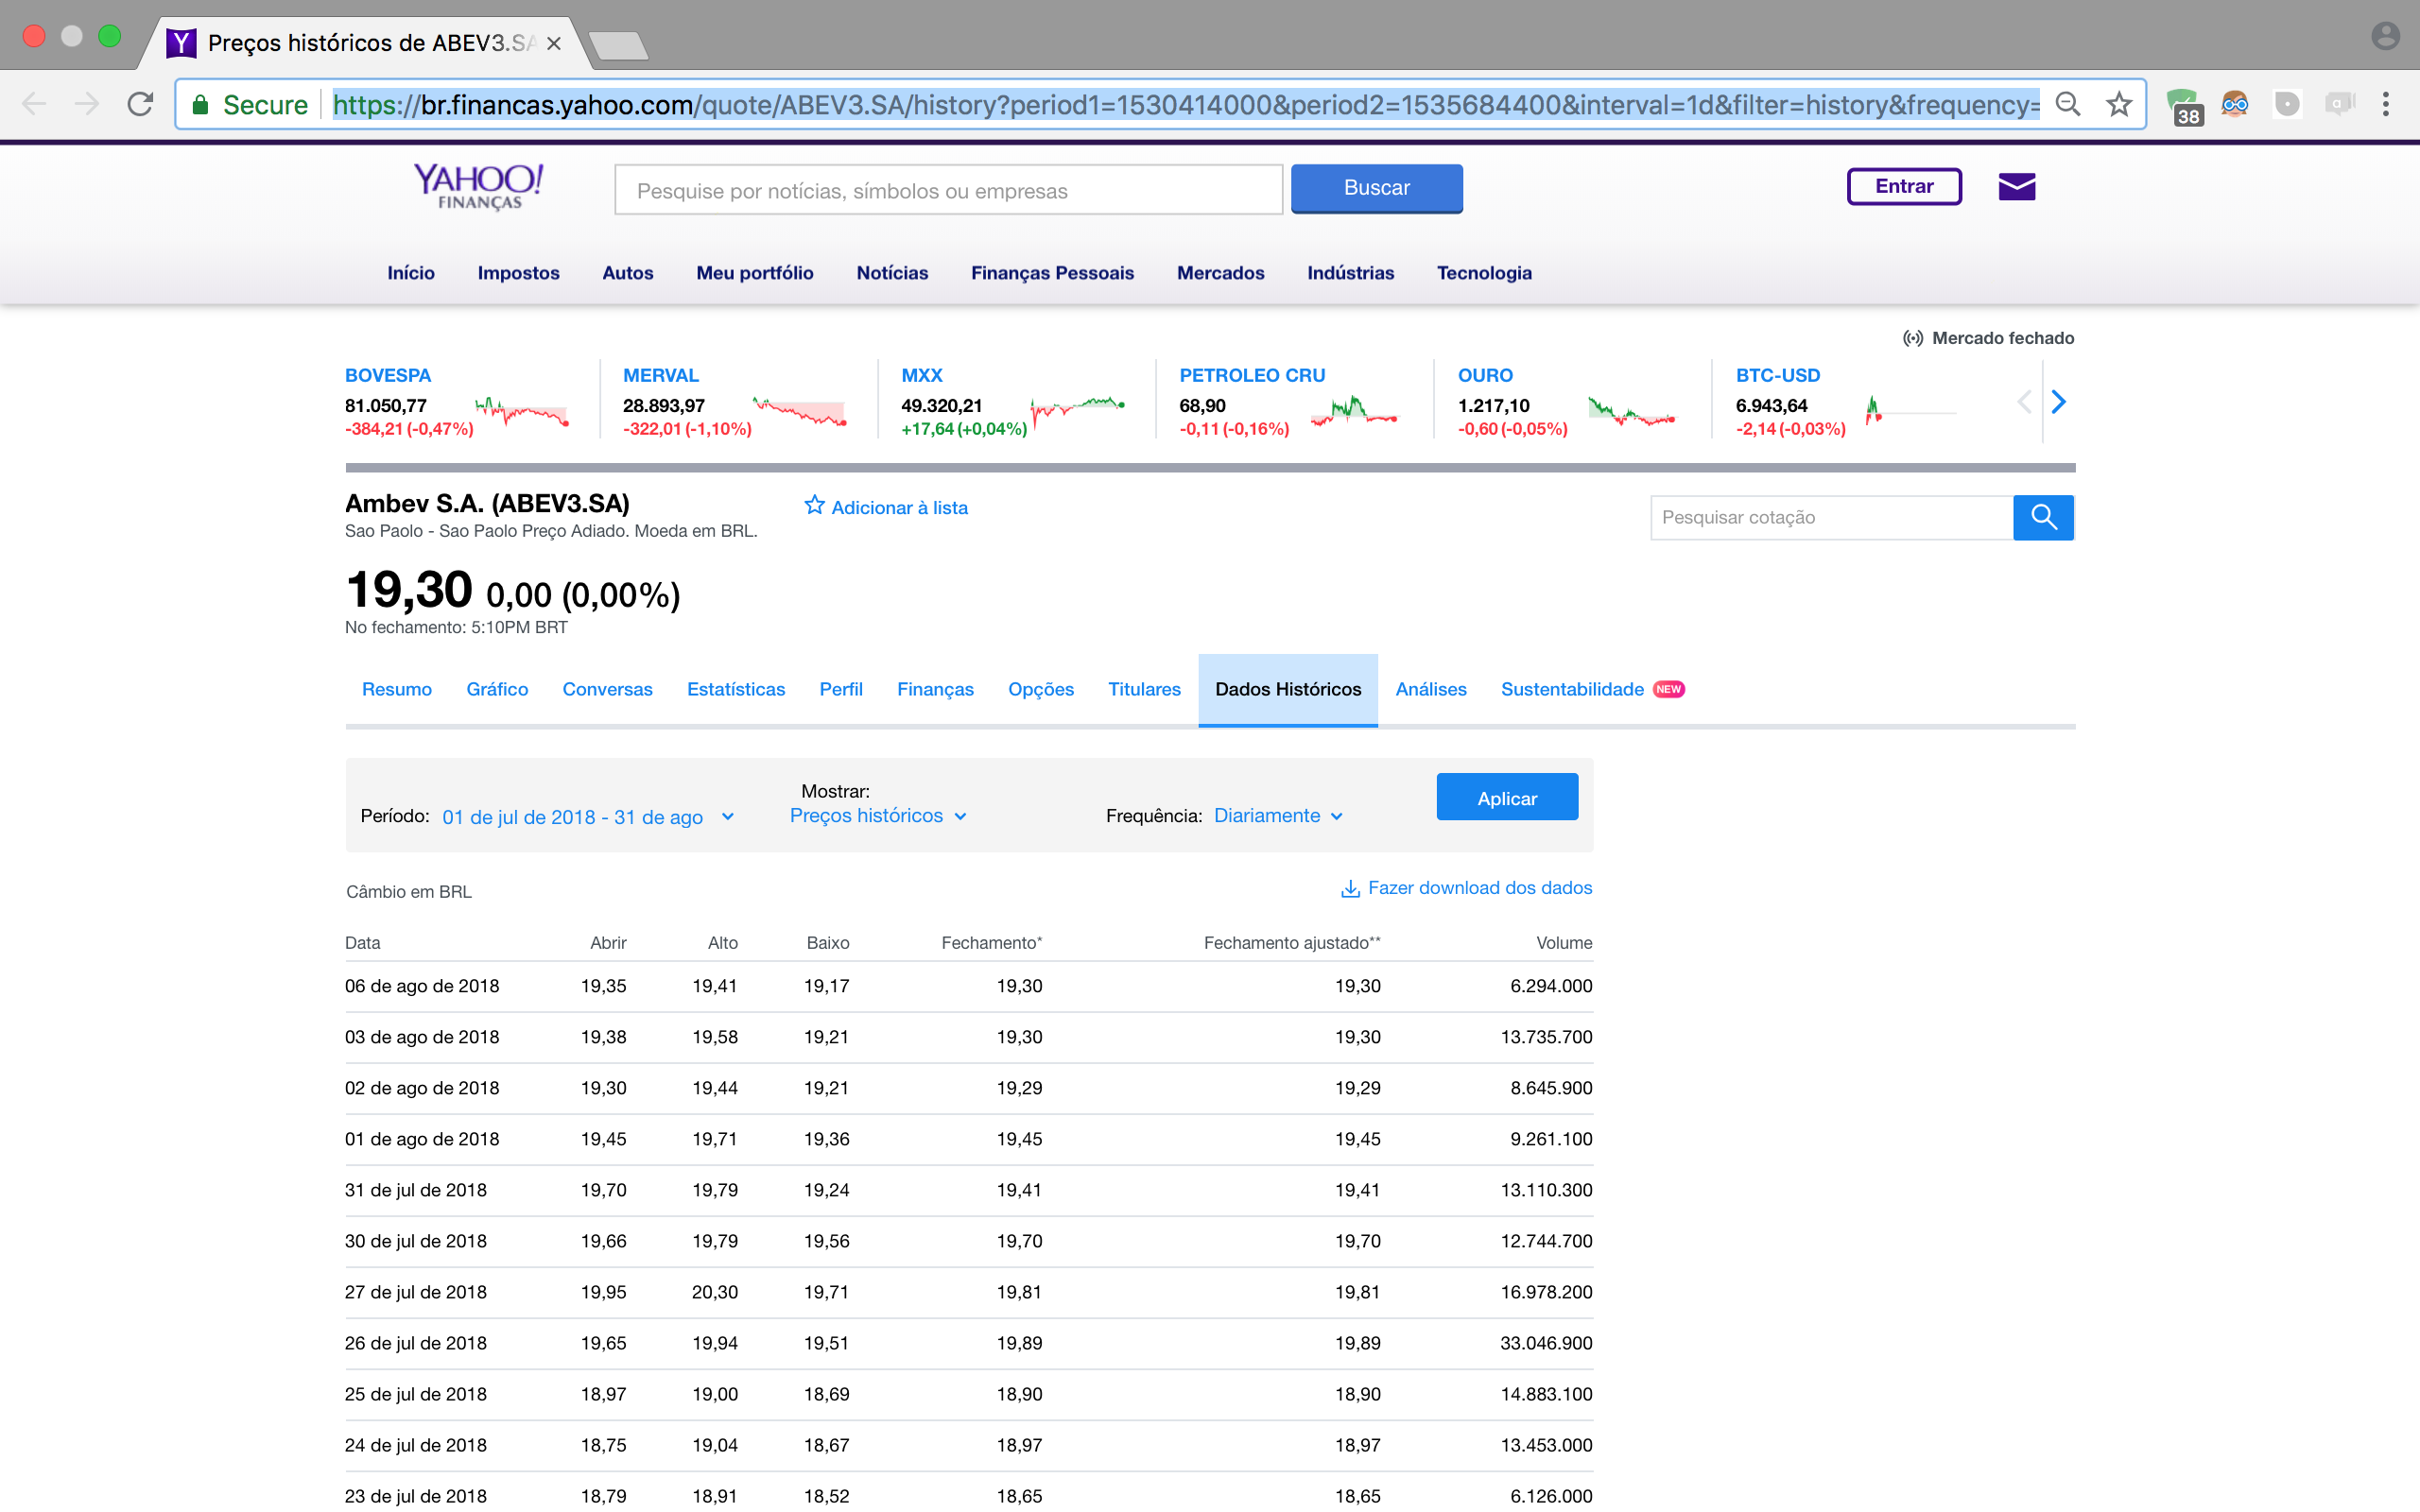 Preços históricos de ABEV3.SA
Secure https://br.financas.yahoo.com/quote/ABEV3.SA/history?period1=1530414000&period2=1535684400&interval=1d&filter=history&frequency=
38
YAHOO!
FINANÇAS
Pesquise por notícias, símbolos ou empresas
Buscar
Entrar
Início Impostos Autos Meu portfólio Notícias Finanças Pessoais Mercados Indústrias Tecnologia
Mercado fechado
BOVESPA MERVAL MXX PETROLEO CRU OURO BTC-USD
81.050,77 28.893,97 49.320,21 68,90 1.217,10 6.943,64
-384,21 (-0,47%) -322,01 (-1,10%) +17,64 (+0,04%) -0,11 (-0,16%) -0,60 (-0,05%) -2,14 (-0,03%)
Ambev S.A. (ABEV3.SA)
Adicionar à lista
Sao Paolo - Sao Paolo Preço Adiado. Moeda em BRL.
Pesquisar cotação
19,30 0,00 (0,00%)
No fechamento: 5:10PM BRT
Resumo Gráfico Conversas Estatísticas Perfil Finanças Opções Titulares Dados Históricos Análises Sustentabilidade NEW
Período: 01 de jul de 2018 - 31 de ago
Mostrar:
Preços históricos
Frequência: Diariamente
Aplicar
Câmbio em BRL
Fazer download dos dados
Data Abrir Alto Baixo Fechamento* Fechamento ajustado** Volume
06 de ago de 2018 19,35 19,41 19,17 19,30 19,30 6.294.000
03 de ago de 2018 19,38 19,58 19,21 19,30 19,30 13.735.700
02 de ago de 2018 19,30 19,44 19,21 19,29 19,29 8.645.900
01 de ago de 2018 19,45 19,71 19,36 19,45 19,45 9.261.100
31 de jul de 2018 19,70 19,79 19,24 19,41 19,41 13.110.300
30 de jul de 2018 19,66 19,79 19,56 19,70 19,70 12.744.700
27 de jul de 2018 19,95 20,30 19,71 19,81 19,81 16.978.200
26 de jul de 2018 19,65 19,94 19,51 19,89 19,89 33.046.900
25 de jul de 2018 18,97 19,00 18,69 18,90 18,90 14.883.100
24 de jul de 2018 18,75 19,04 18,67 18,97 18,97 13.453.000
23 de jul de 2018 18,79 18,91 18,52 18,65 18,65 6.126.000